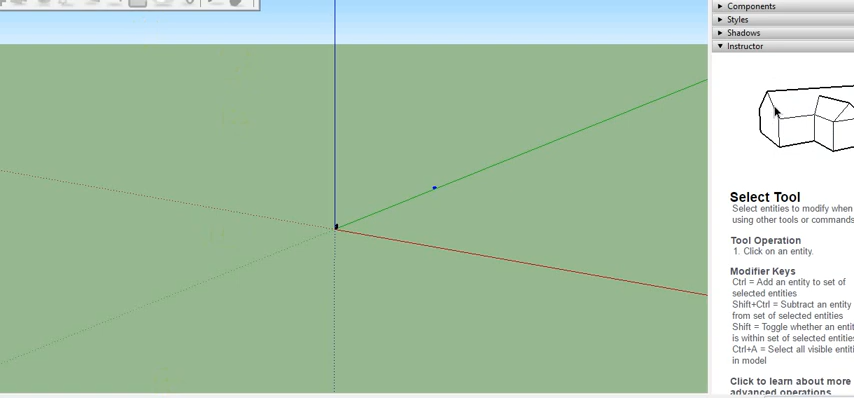 Components
Styles
Shadows
Instructor
Select Tool
Select entities to modify when
using other tools or commands
Tool Operation
1. Click on an entity.
Modifier Keys
Ctrl = Add an entity to set of
selected entities
Shift+Ctrl = Subtract an entity
from set of selected entities
Shift = Toggle whether an entit
is within set of selected entitie
Ctrl+A = Select all visible entiti
in model
Click to learn about more
advanced operations